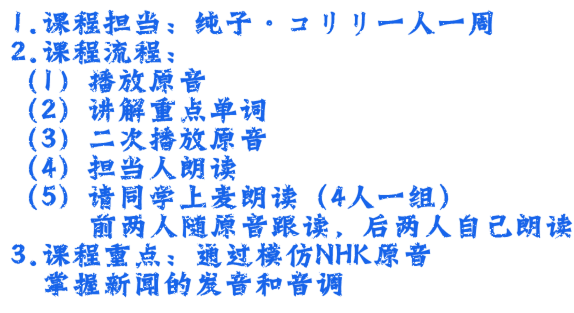 1.课程担当：纯子·コリリ一人一周
2.课程流程：
(1) 播放原音
(2) 讲解重点单词
(3) 二次播放原音
(4) 担当人朗读
(5) 请同学上麦朗读（4人一组）
前两人随原音跟读，后两人自己朗读
3.课程重点：通过模仿NHK原音
掌握新闻的发音和音调